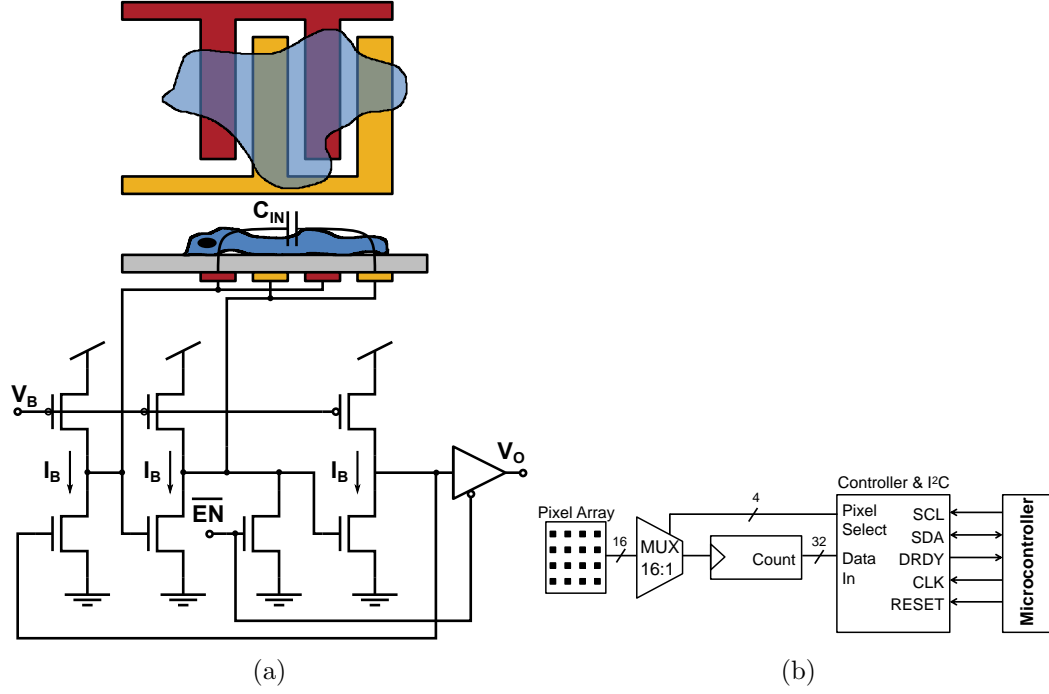 C_IN
V_B
I_B
I_B
I_B
V_O
E̅N̅
(a)
Controller & I²C
Pixel Array
16
MUX
16:1
4
Count
32
Pixel
Select
Data
In
SCL
SDA
DRDY
CLK
RESET
Microcontroller
(b)